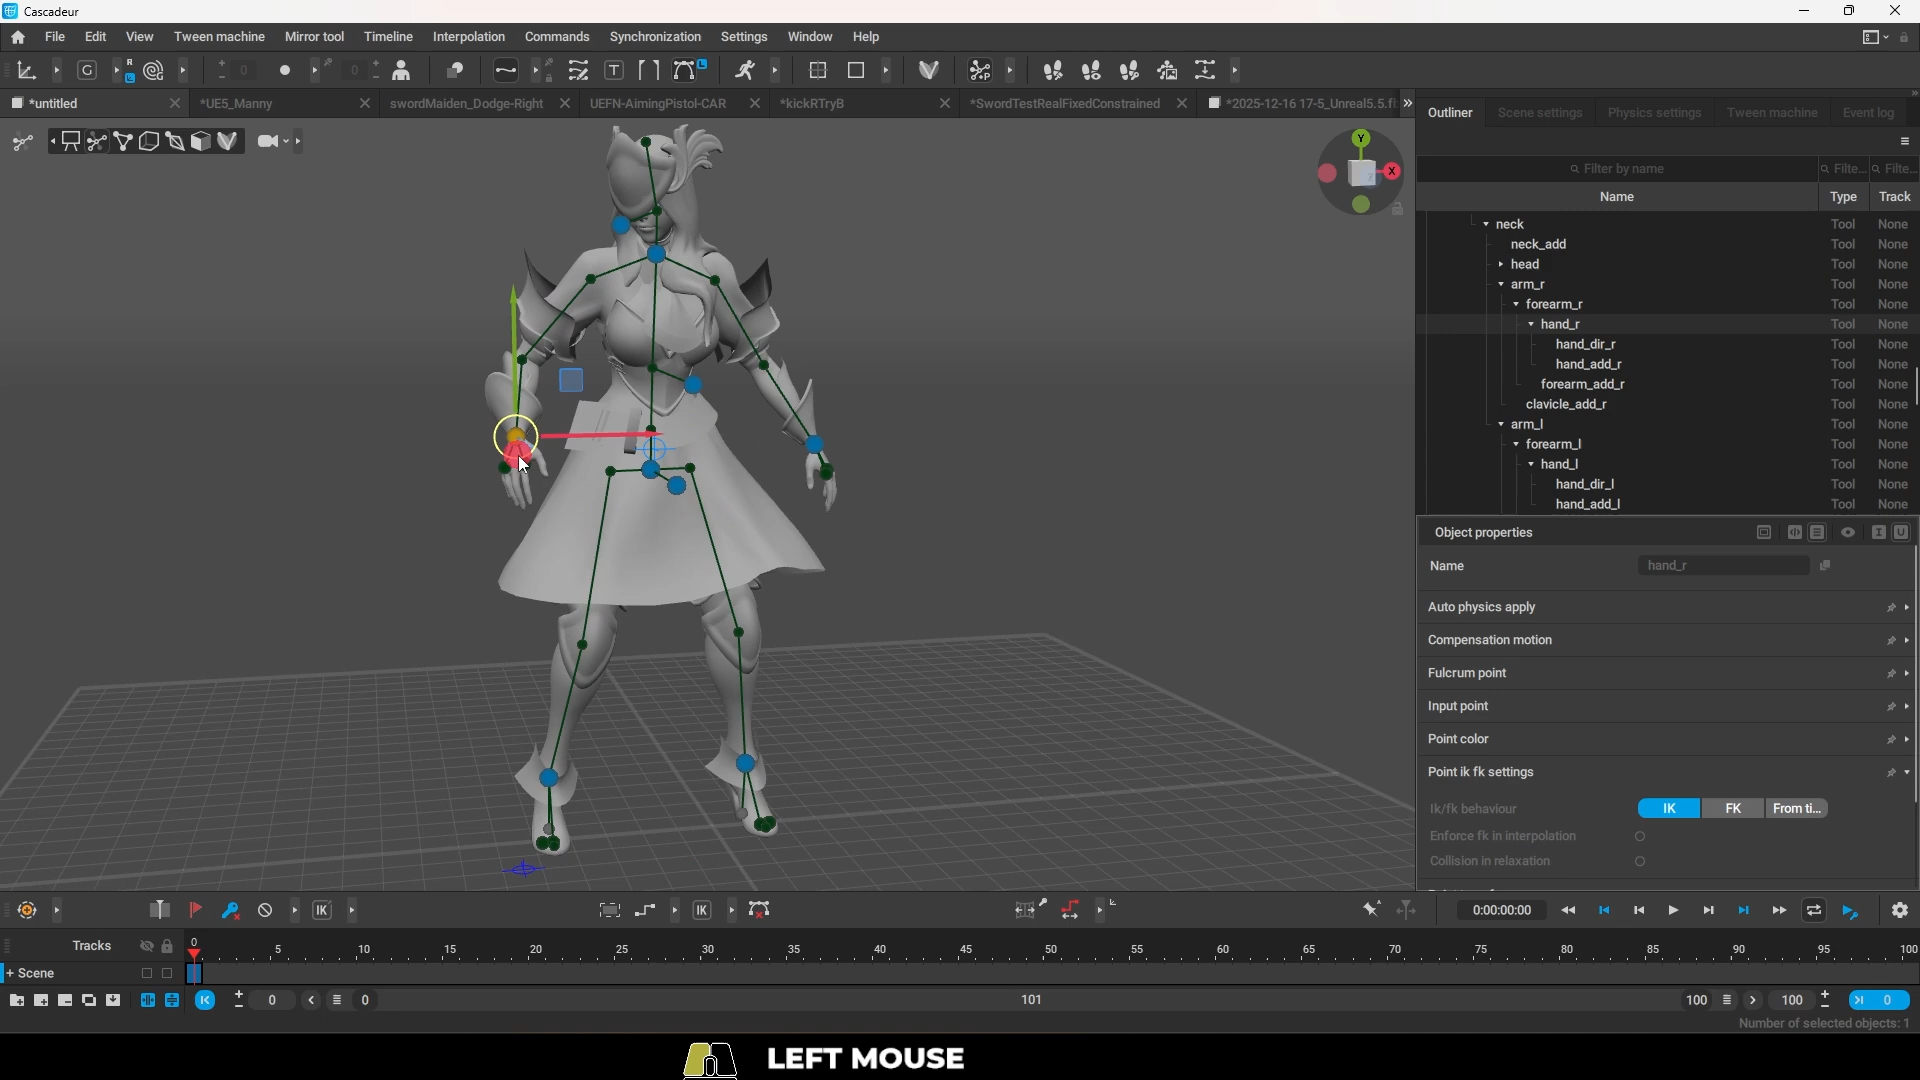 Cascadeur
File Edit View Tween machine Mirror tool Timeline Interpolation Commands Synchronization Settings Window Help
G R L 0 0 T L P
*untitled *UE5_Manny swordMaiden_Dodge-Right UEFN-AimingPistol-CAR *kickRTryB *SwordTestRealFixedConstrained *2025-12-16 17-5_Unreal5.5.f
Outliner Scene settings Physics settings Tween machine Event log
Filter by name Filte... Filte...
Name Type Track
neck Tool None
neck_add Tool None
head Tool None
arm_r Tool None
forearm_r Tool None
hand_r Tool None
hand_dir_r Tool None
hand_add_r Tool None
forearm_add_r Tool None
clavicle_add_r Tool None
arm_l Tool None
forearm_l Tool None
hand_l Tool None
hand_dir_l Tool None
hand_add_l Tool None
Y
X
Z
Object properties
Name hand_r
Auto physics apply
Compensation motion
Fulcrum point
Input point
Point color
Point ik fk settings
Ik/fk behaviour IK FK From ti...
Enforce fk in interpolation
Collision in relaxation
IK IK 0:00:00:00
Tracks 0 5 10 15 20 25 30 35 40 45 50 55 60 65 70 75 80 85 90 95 100
+ Scene
0 0 101 100 100 0
Number of selected objects: 1
LEFT MOUSE